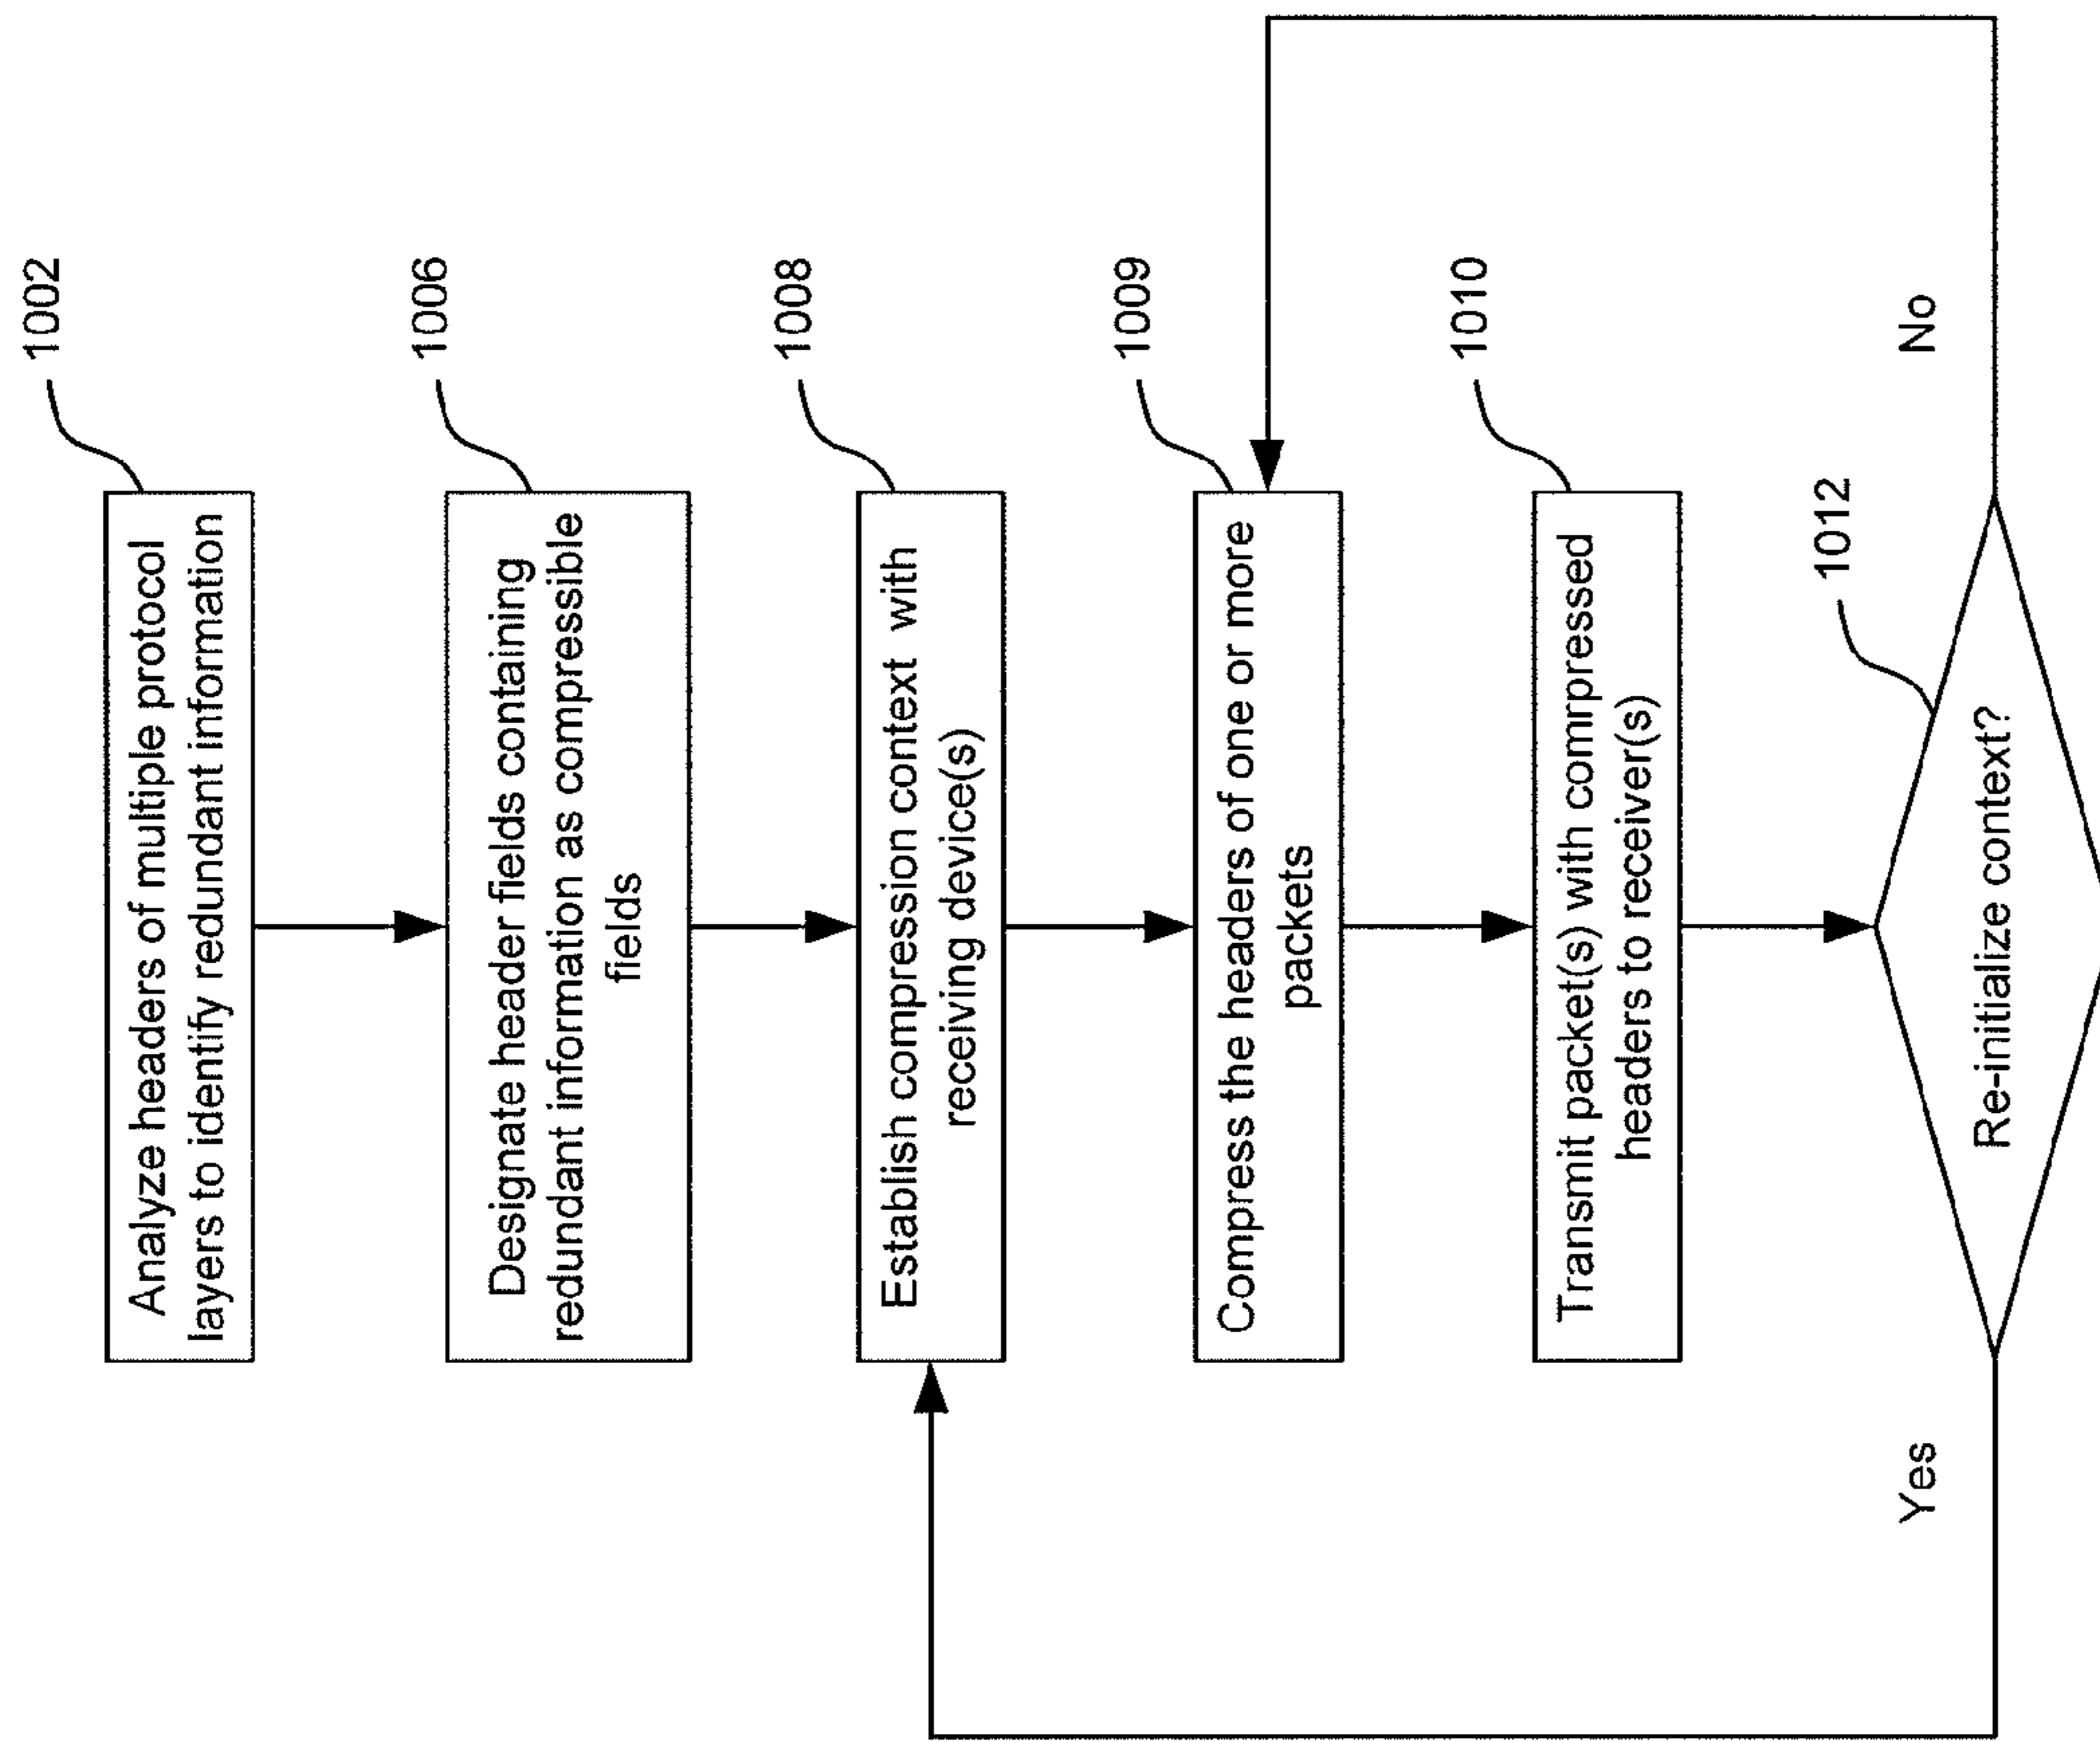 Analyze headers of multiple protocol
layers to identify redundant information
1002
Designate header fields containing
redundant information as compressible
fields
1006
Establish compression context with
receiving device(s)
1008
Compress the headers of one or more
packets
1009
Transmit packet(s) with comrpressed
headers to receiver(s)
1010
Re-initialize context?
1012
Yes
No